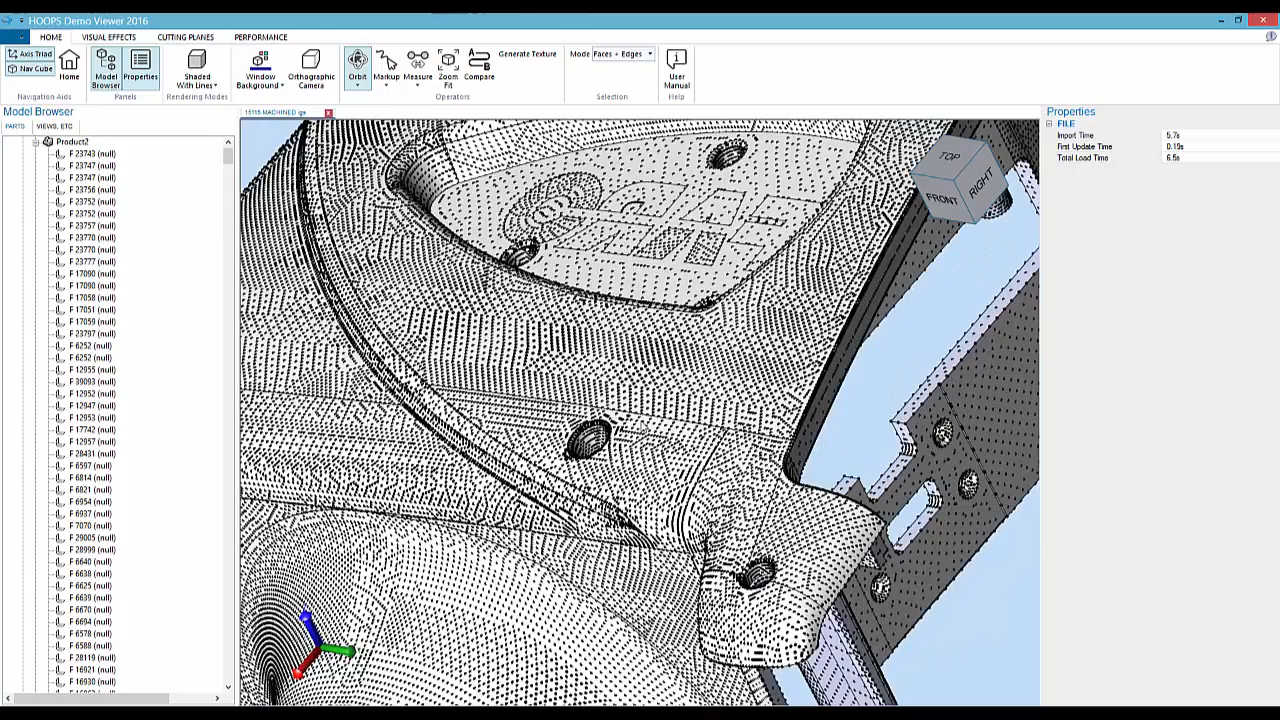 HOOPS Demo Viewer 2016
HOME VISUAL EFFECTS CUTTING PLANES PERFORMANCE
Axis Triad
Nav Cube
Home
Navigation Aids
Model Browser
Properties
Panels
Shaded With Lines
Rendering Modes
Window Background
Orthographic Camera
Orbit
Markup
Measure
Zoom Fit
Compare
Generate Texture
Operators
Mode Faces + Edges
Selection
User Manual
Help
Model Browser
PARTS VIEWS, ETC
Product2
F 23743 (null)
F 23747 (null)
F 23747 (null)
F 23756 (null)
F 23752 (null)
F 23752 (null)
F 23757 (null)
F 23770 (null)
F 23770 (null)
F 23777 (null)
F 17090 (null)
F 17090 (null)
F 17058 (null)
F 17051 (null)
F 17059 (null)
F 23797 (null)
F 6252 (null)
F 6252 (null)
F 12955 (null)
F 39093 (null)
F 12952 (null)
F 12947 (null)
F 12953 (null)
F 17742 (null)
F 12957 (null)
F 28431 (null)
F 6597 (null)
F 6814 (null)
F 6821 (null)
F 6954 (null)
F 6937 (null)
F 7070 (null)
F 29005 (null)
F 28999 (null)
F 6640 (null)
F 6638 (null)
F 6625 (null)
F 6639 (null)
F 6670 (null)
F 6694 (null)
F 6578 (null)
F 6588 (null)
F 28119 (null)
F 16921 (null)
F 16930 (null)
15115 MACHINED.igs
TOP
FRONT
RIGHT
Properties
FILE
Import Time 5.7s
First Update Time 0.19s
Total Load Time 6.5s